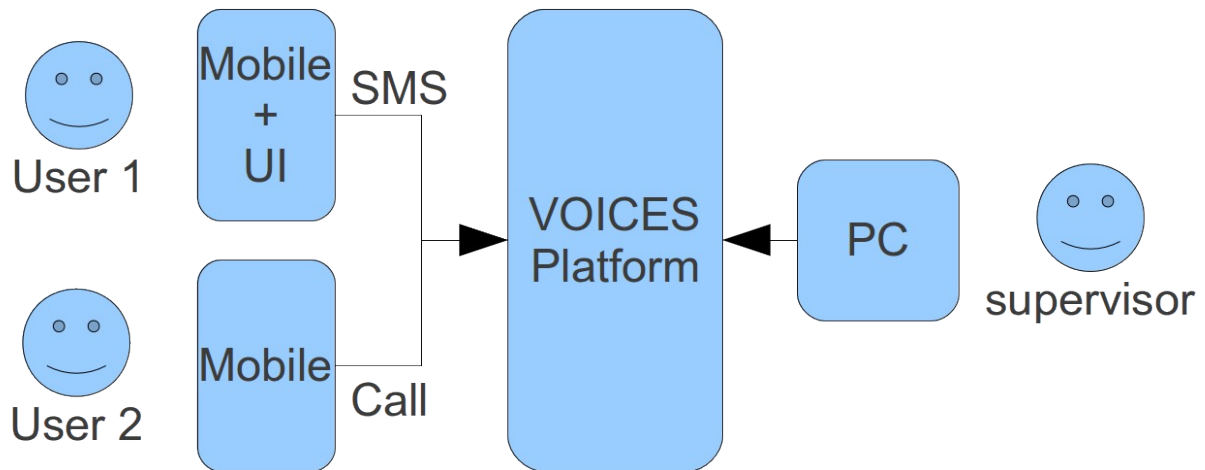 User 1
Mobile
+
UI
SMS
User 2
Mobile
Call
VOICES
Platform
PC
supervisor